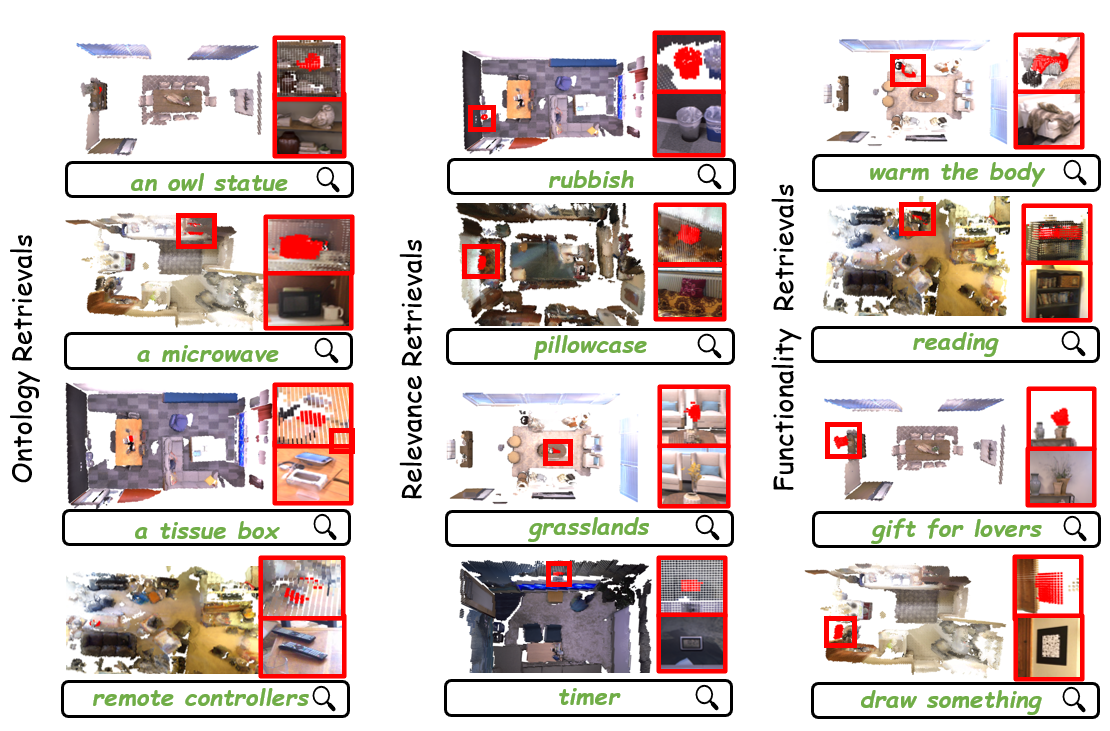 Ontology Retrievals
an owl statue
a microwave
a tissue box
remote controllers
Relevance Retrievals
rubbish
pillowcase
grasslands
timer
Functionality Retrievals
warm the body
reading
gift for lovers
draw something